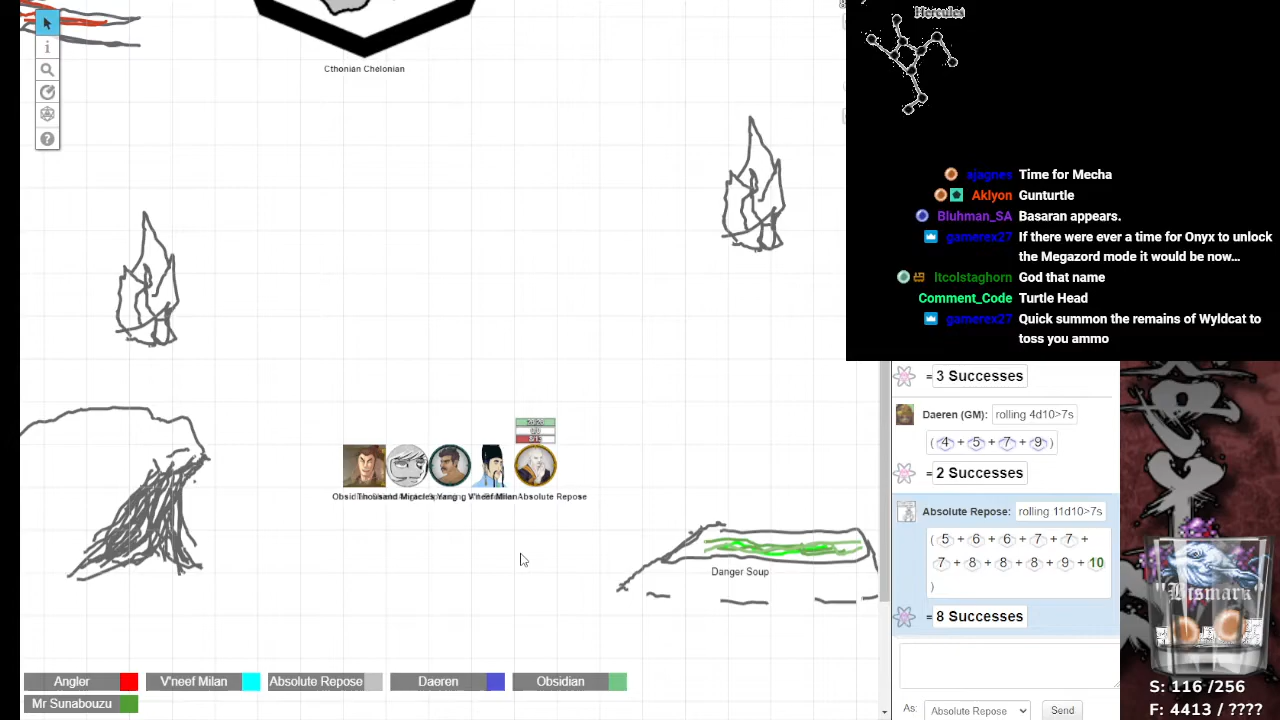 Cthonian Chelonian
Hercules
ajagnes Time for Mecha
Aklyon Gunturtle
Bluhman_SA Basaran appears.
gamerex27 If there were ever a time for Onyx to unlock
the Megazord mode it would be now…
ltcolstaghorn God that name
Comment_Code Turtle Head
gamerex27 Quick summon the remains of Wyldcat to
toss you ammo
= 3 Successes
Daeren (GM): rolling 4d10>7s
( 4 + 5 + 7 + 9 )
= 2 Successes
Absolute Repose: rolling 11d10>7s
( 5 + 6 + 6 + 7 + 7 +
7 + 8 + 8 + 8 + 9 + 10
)
= 8 Successes
Absolute Repose
Danger Soup
"Bismark"
Angler
V'neef Milan
Absolute Repose
Daeren
Obsidian
Mr Sunabouzu
As: Absolute Repose
Send
S: 116 /256
F: 4413 / ????